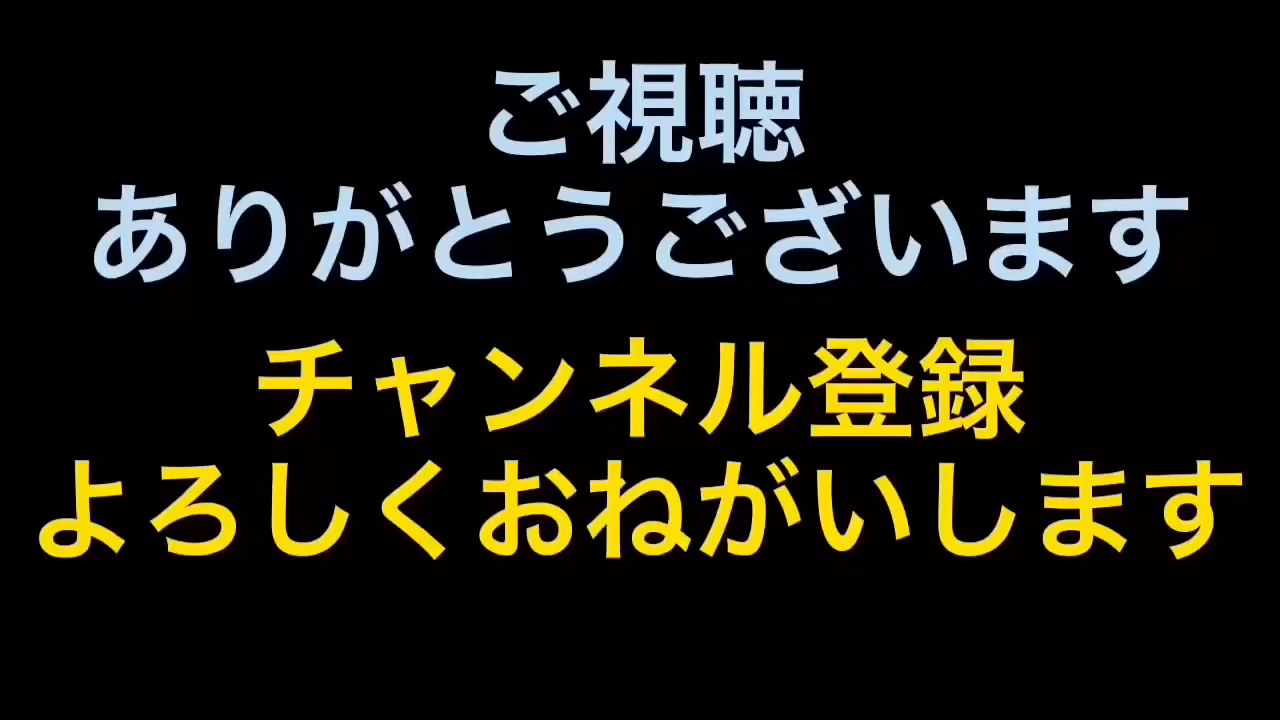 ご視聴
ありがとうございます
チャンネル登録
よろしくおねがいします